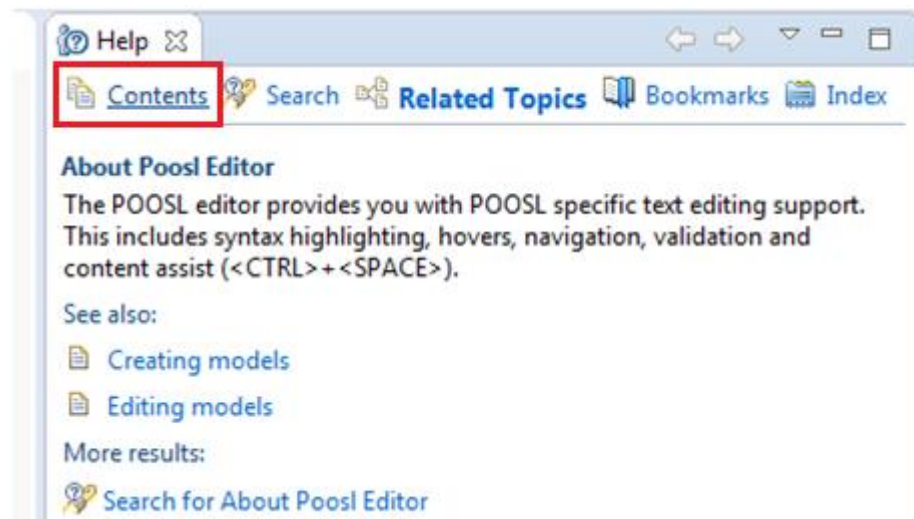 Help
Contents Search Related Topics Bookmarks Index
About Poosl Editor
The POOSL editor provides you with POOSL specific text editing support.
This includes syntax highlighting, hovers, navigation, validation and
content assist (<CTRL>+<SPACE>).
See also:
Creating models
Editing models
More results:
Search for About Poosl Editor